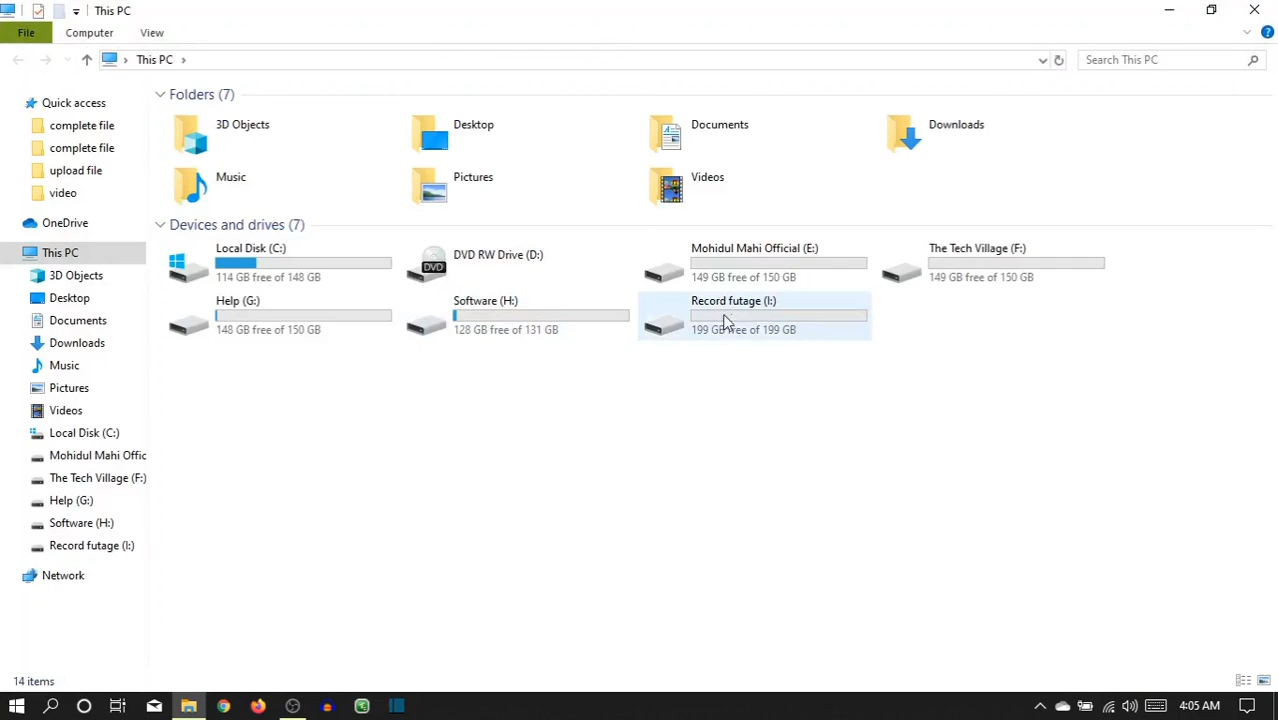 This PC
File Computer View
This PC
Search This PC
Quick access
complete file
complete file
upload file
video
OneDrive
This PC
3D Objects
Desktop
Documents
Downloads
Music
Pictures
Videos
Local Disk (C:)
Mohidul Mahi Offic
The Tech Village (F:)
Help (G:)
Software (H:)
Record futage (I:)
Network
Folders (7)
3D Objects
Desktop
Documents
Downloads
Music
Pictures
Videos
Devices and drives (7)
Local Disk (C:)
114 GB free of 148 GB
DVD RW Drive (D:)
DVD
Mohidul Mahi Official (E:)
149 GB free of 150 GB
The Tech Village (F:)
149 GB free of 150 GB
Help (G:)
148 GB free of 150 GB
Software (H:)
128 GB free of 131 GB
Record futage (I:)
199 GB free of 199 GB
14 items
4:05 AM